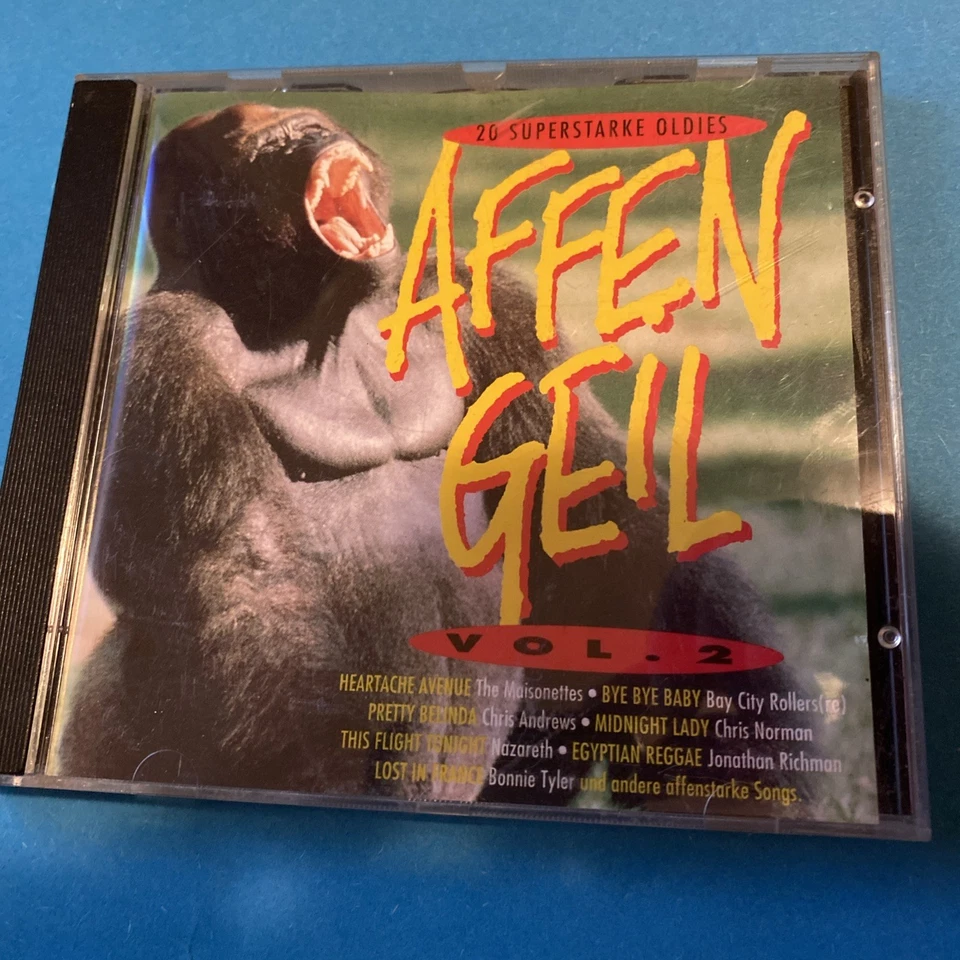 20 SUPERSTARKE OLDIES
AFFEN
GEIL
VOL. 2
HEARTACHE AVENUE The Maisonettes • BYE BYE BABY Bay City Rollers(re)
PRETTY BELINDA Chris Andrews • MIDNIGHT LADY Chris Norman
THIS FLIGHT TONIGHT Nazareth • EGYPTIAN REGGAE Jonathan Richman
LOST IN FRANCE Bonnie Tyler und andere affenstarke Songs.